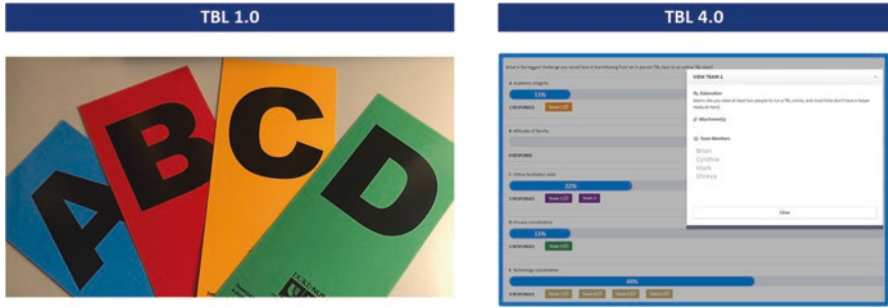 TBL 1.0
TBL 4.0
A
B
C
D
DUKE-NUS
What is the biggest challenge you would face in transitioning from an in-person TBL class to an online TBL class?
A Academic integrity
11%
1 RESPONSES
B Attitudes of faculty
0 RESPONSE
C Online facilitation skills
22%
2 RESPONSES
D Process coordination
11%
1 RESPONSES
E Technology coordination
44%
4 RESPONSES
VIEW TEAM 1
Elaboration
Seems like you need at least two people to run a TBL online, and most folks don't have a helper ready at hand.
Attachment(s)
Team Members
Brian
Cynthia
Mark
Shreya
Close